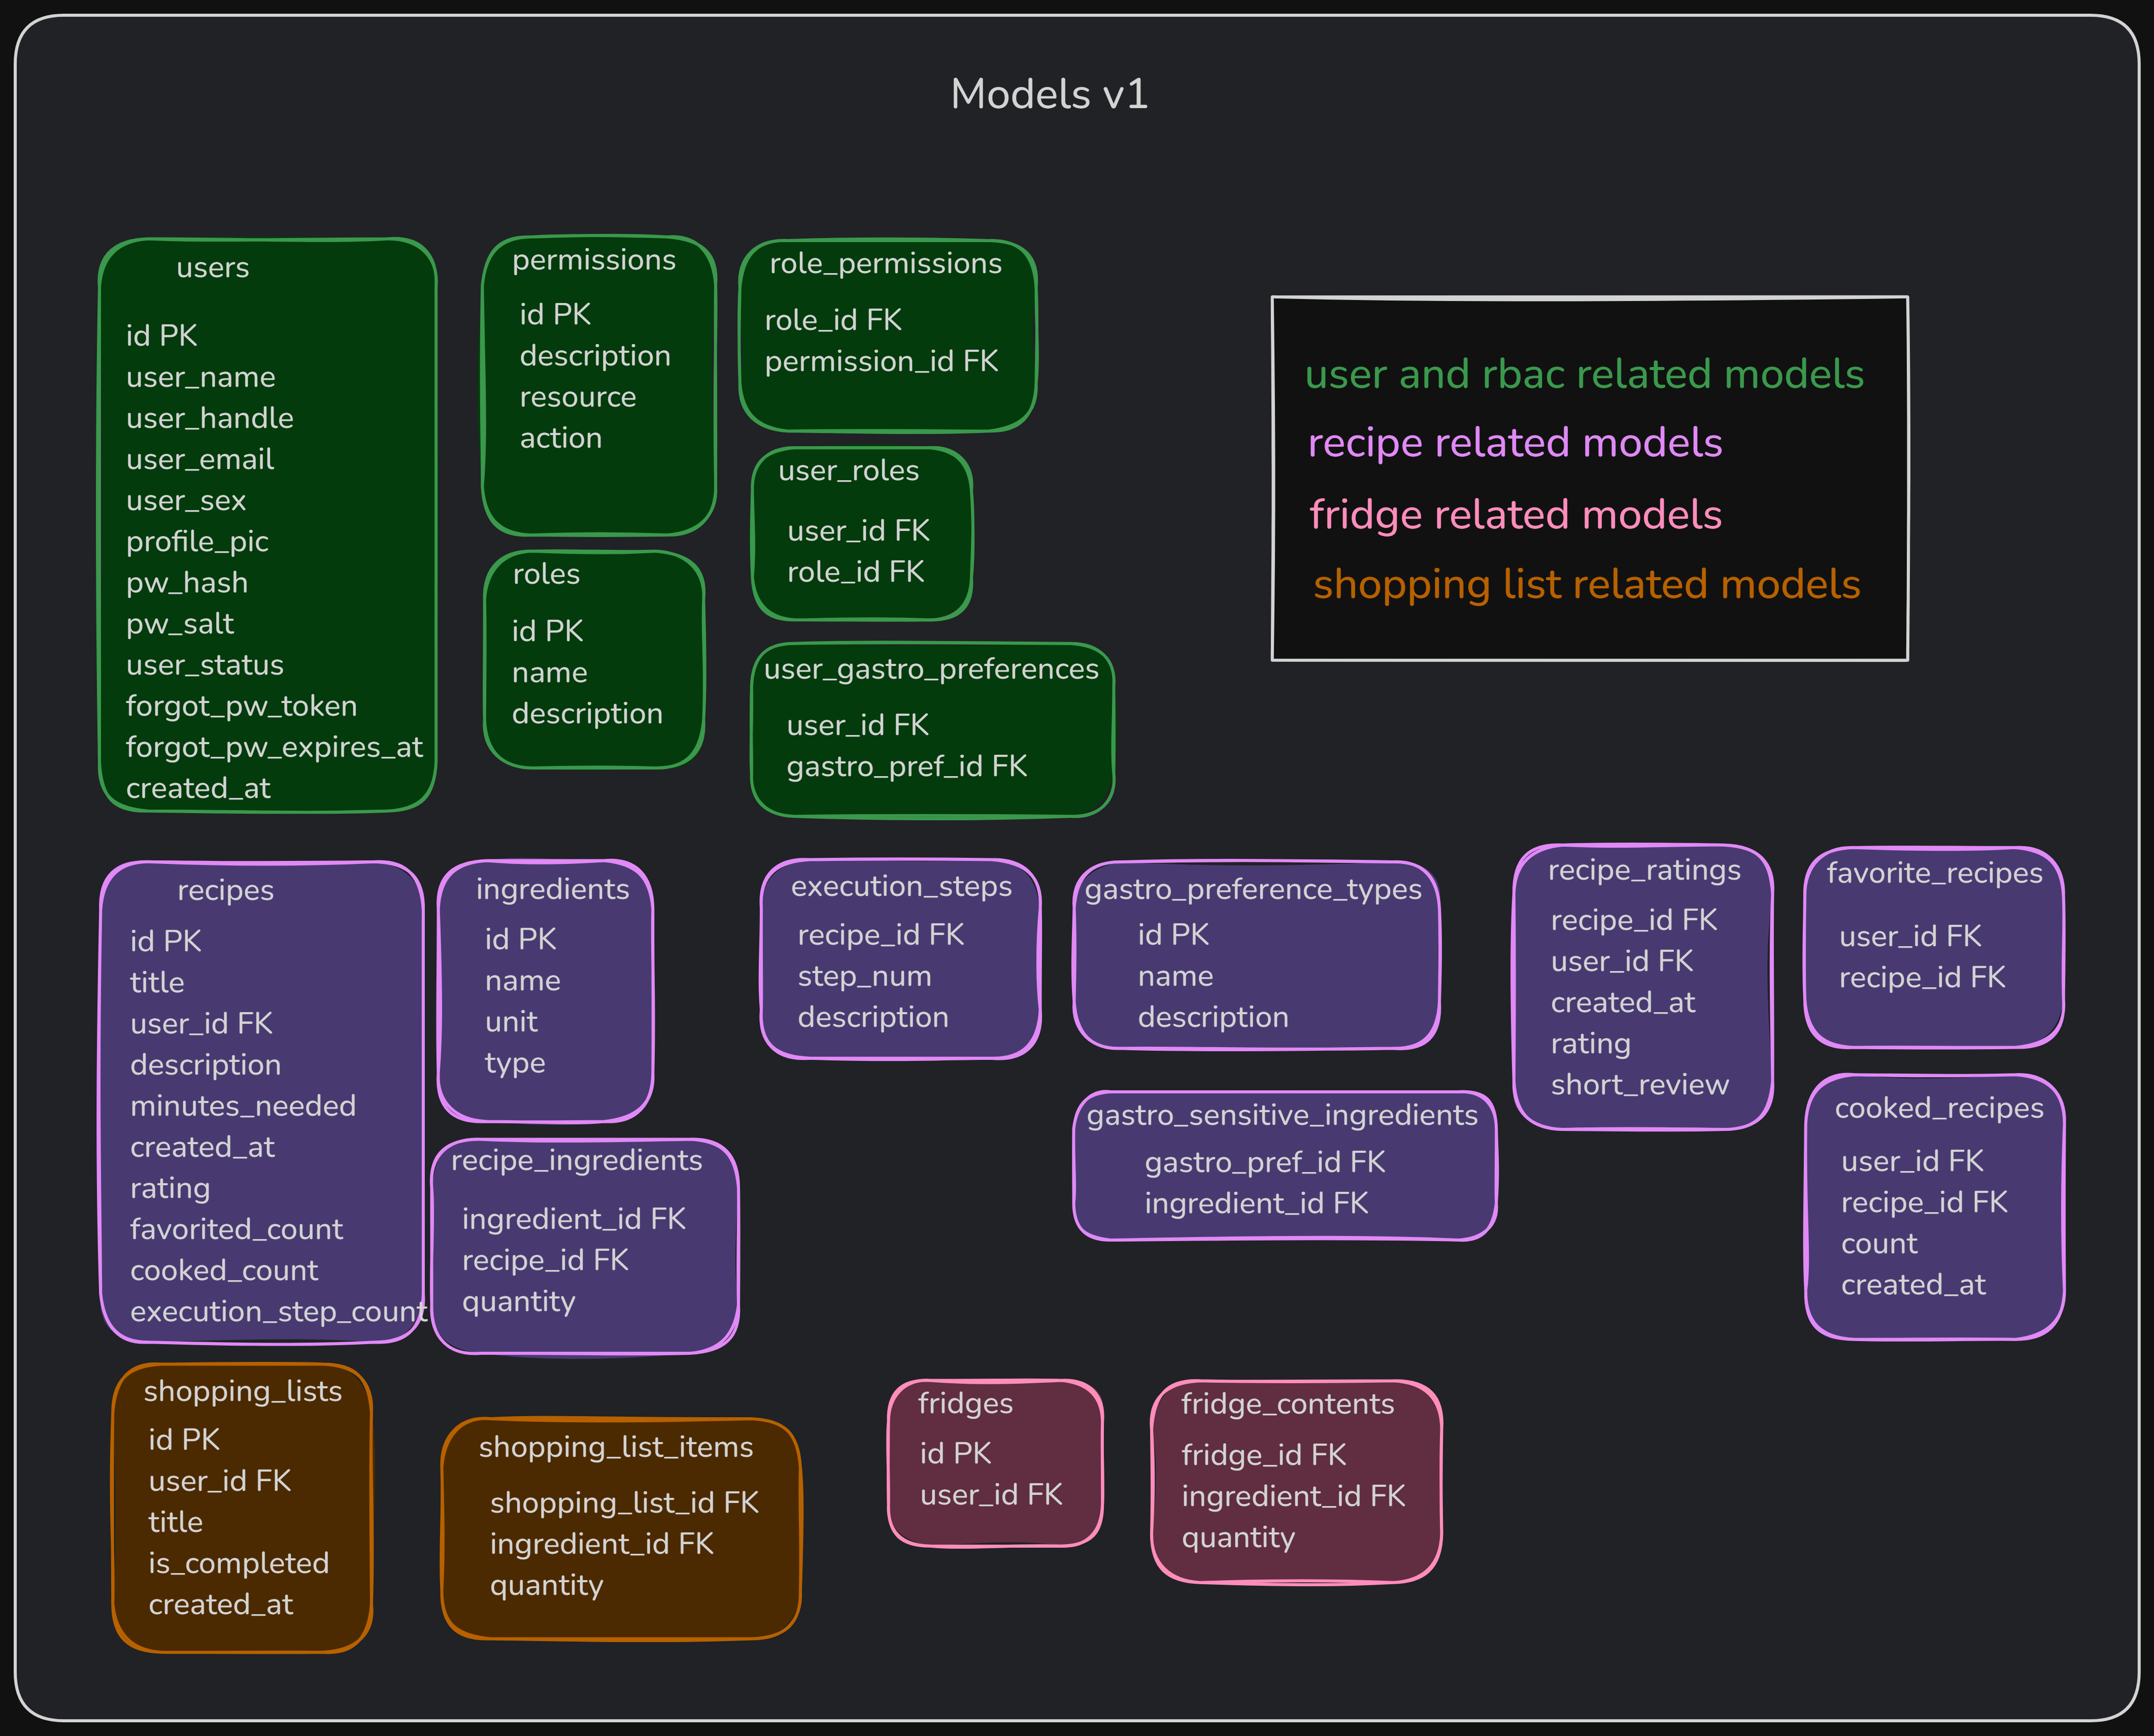 Models v1
users
id PK
user_name
user_handle
user_email
user_sex
profile_pic
pw_hash
pw_salt
user_status
forgot_pw_token
forgot_pw_expires_at
created_at
permissions
id PK
description
resource
action
roles
id PK
name
description
role_permissions
role_id FK
permission_id FK
user_roles
user_id FK
role_id FK
user_gastro_preferences
user_id FK
gastro_pref_id FK
user and rbac related models
recipe related models
fridge related models
shopping list related models
recipes
id PK
title
user_id FK
description
minutes_needed
created_at
rating
favorited_count
cooked_count
execution_step_count
ingredients
id PK
name
unit
type
recipe_ingredients
ingredient_id FK
recipe_id FK
quantity
execution_steps
recipe_id FK
step_num
description
gastro_preference_types
id PK
name
description
gastro_sensitive_ingredients
gastro_pref_id FK
ingredient_id FK
recipe_ratings
recipe_id FK
user_id FK
created_at
rating
short_review
favorite_recipes
user_id FK
recipe_id FK
cooked_recipes
user_id FK
recipe_id FK
count
created_at
shopping_lists
id PK
user_id FK
title
is_completed
created_at
shopping_list_items
shopping_list_id FK
ingredient_id FK
quantity
fridges
id PK
user_id FK
fridge_contents
fridge_id FK
ingredient_id FK
quantity